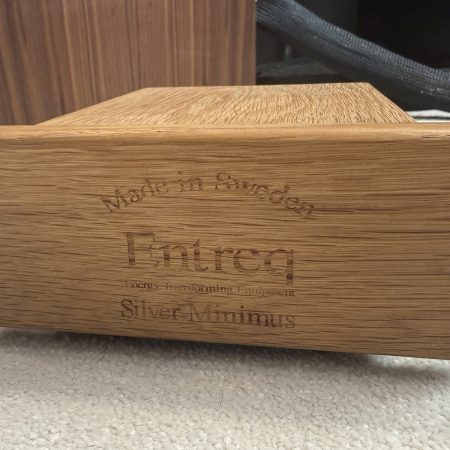 Made in Sweden
Entreq
Energy Transforming Equipment
Silver Minimus